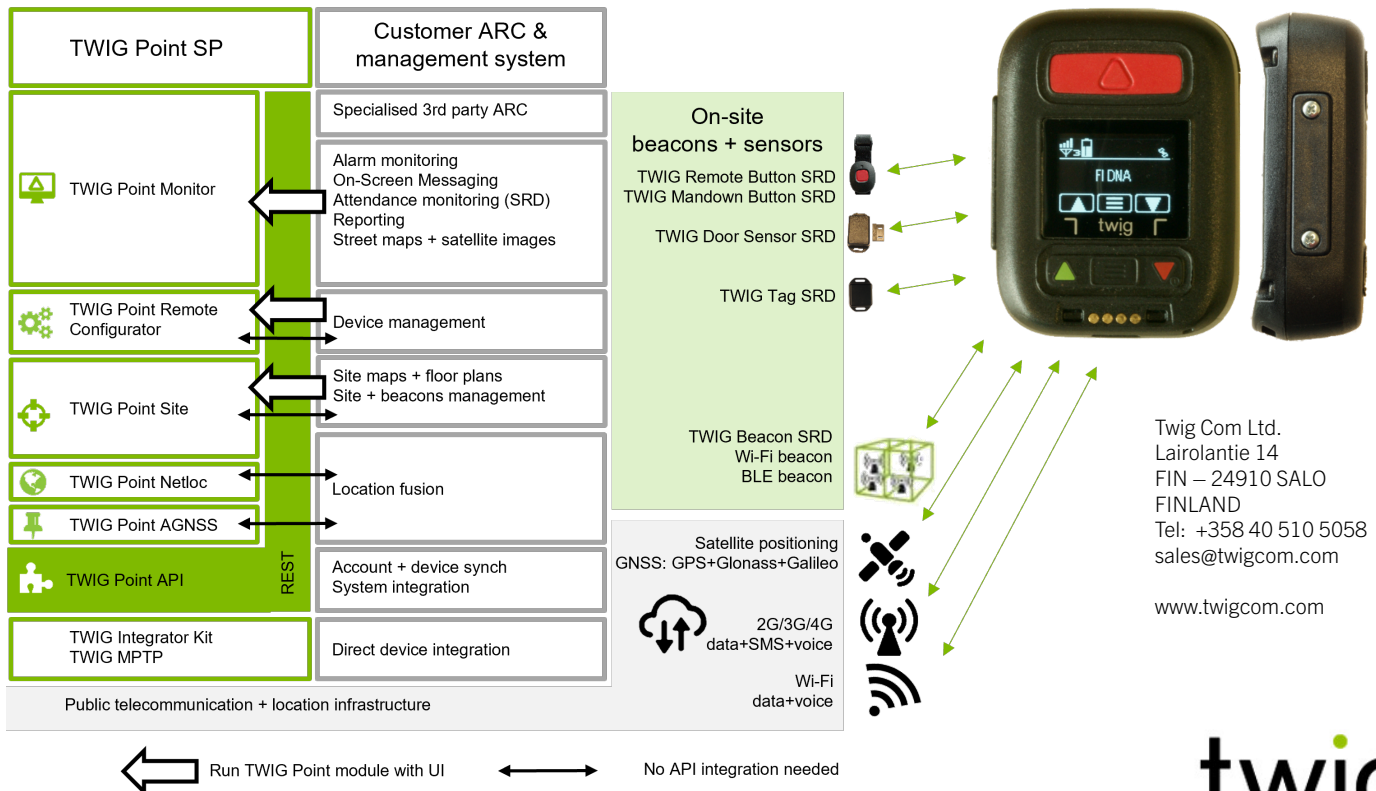 TWIG Point SP
Customer ARC &
management system
TWIG Point Monitor
Specialised 3rd party ARC
Alarm monitoring
On-Screen Messaging
Attendance monitoring (SRD)
Reporting
Street maps + satellite images
TWIG Point Remote
Configurator
Device management
TWIG Point Site
Site maps + floor plans
Site + beacons management
TWIG Point Netloc
TWIG Point AGNSS
Location fusion
TWIG Point API
REST
Account + device synch
System integration
TWIG Integrator Kit
TWIG MPTP
Direct device integration
Public telecommunication + location infrastructure
On-site
beacons + sensors
TWIG Remote Button SRD
TWIG Mandown Button SRD
TWIG Door Sensor SRD
TWIG Tag SRD
TWIG Beacon SRD
Wi-Fi beacon
BLE beacon
Satellite positioning
GNSS: GPS+Glonass+Galileo
2G/3G/4G
data+SMS+voice
Wi-Fi
data+voice
3
FI DNA
twig
Twig Com Ltd.
Lairolantie 14
FIN – 24910 SALO
FINLAND
Tel: +358 40 510 5058
sales@twigcom.com
www.twigcom.com
Run TWIG Point module with UI
No API integration needed
twig